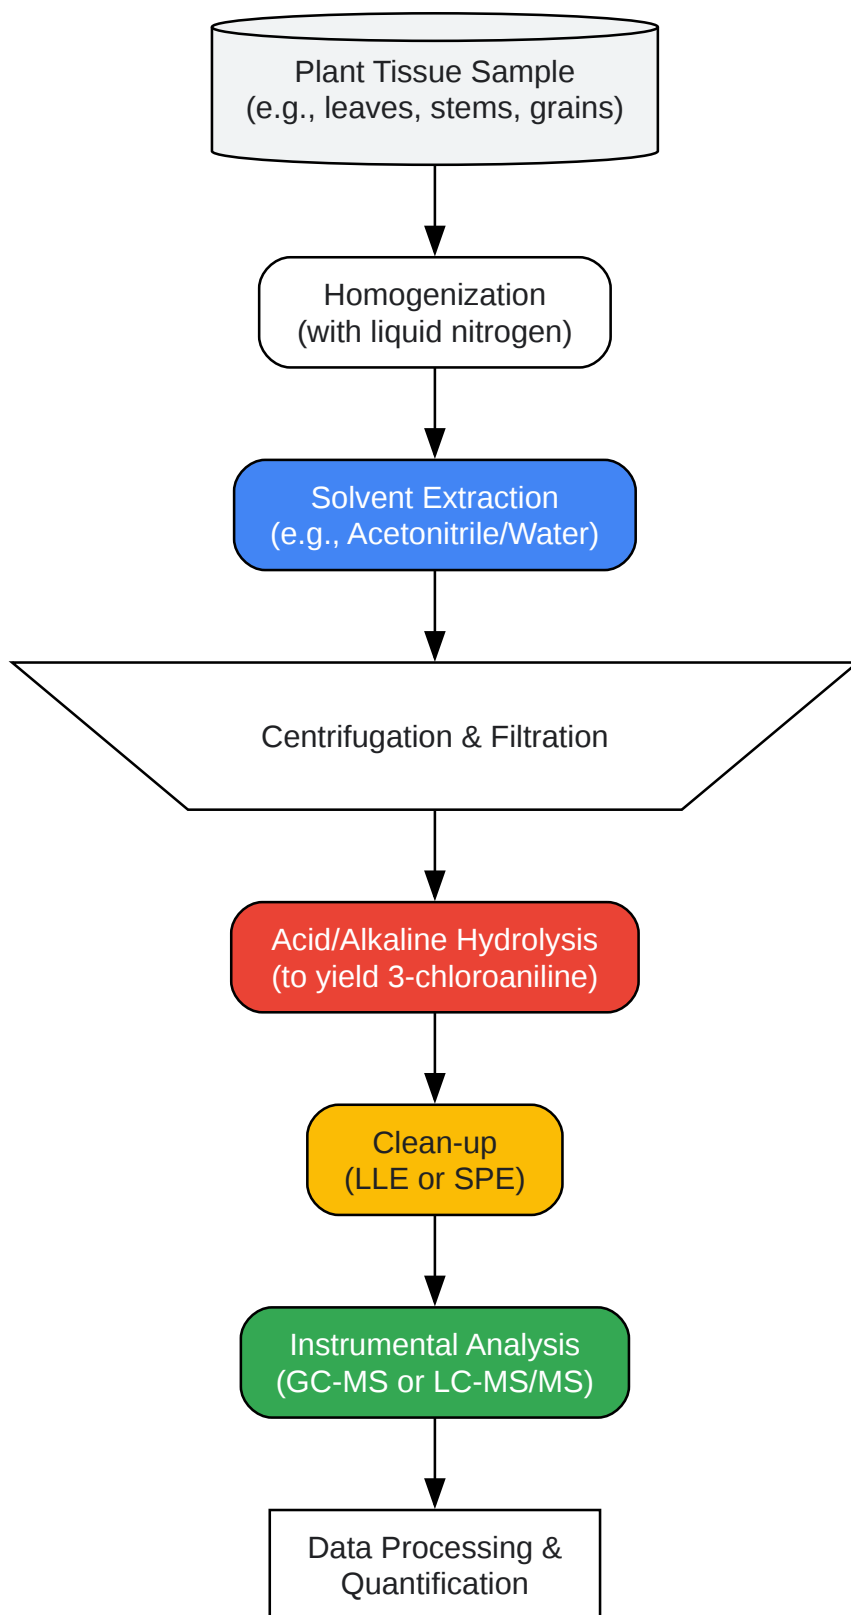 Plant Tissue Sample
(e.g., leaves, stems, grains)
Homogenization
(with liquid nitrogen)
Solvent Extraction
(e.g., Acetonitrile/Water)
Centrifugation & Filtration
Acid/Alkaline Hydrolysis
(to yield 3-chloroaniline)
Clean-up
(LLE or SPE)
Instrumental Analysis
(GC-MS or LC-MS/MS)
Data Processing &
Quantification